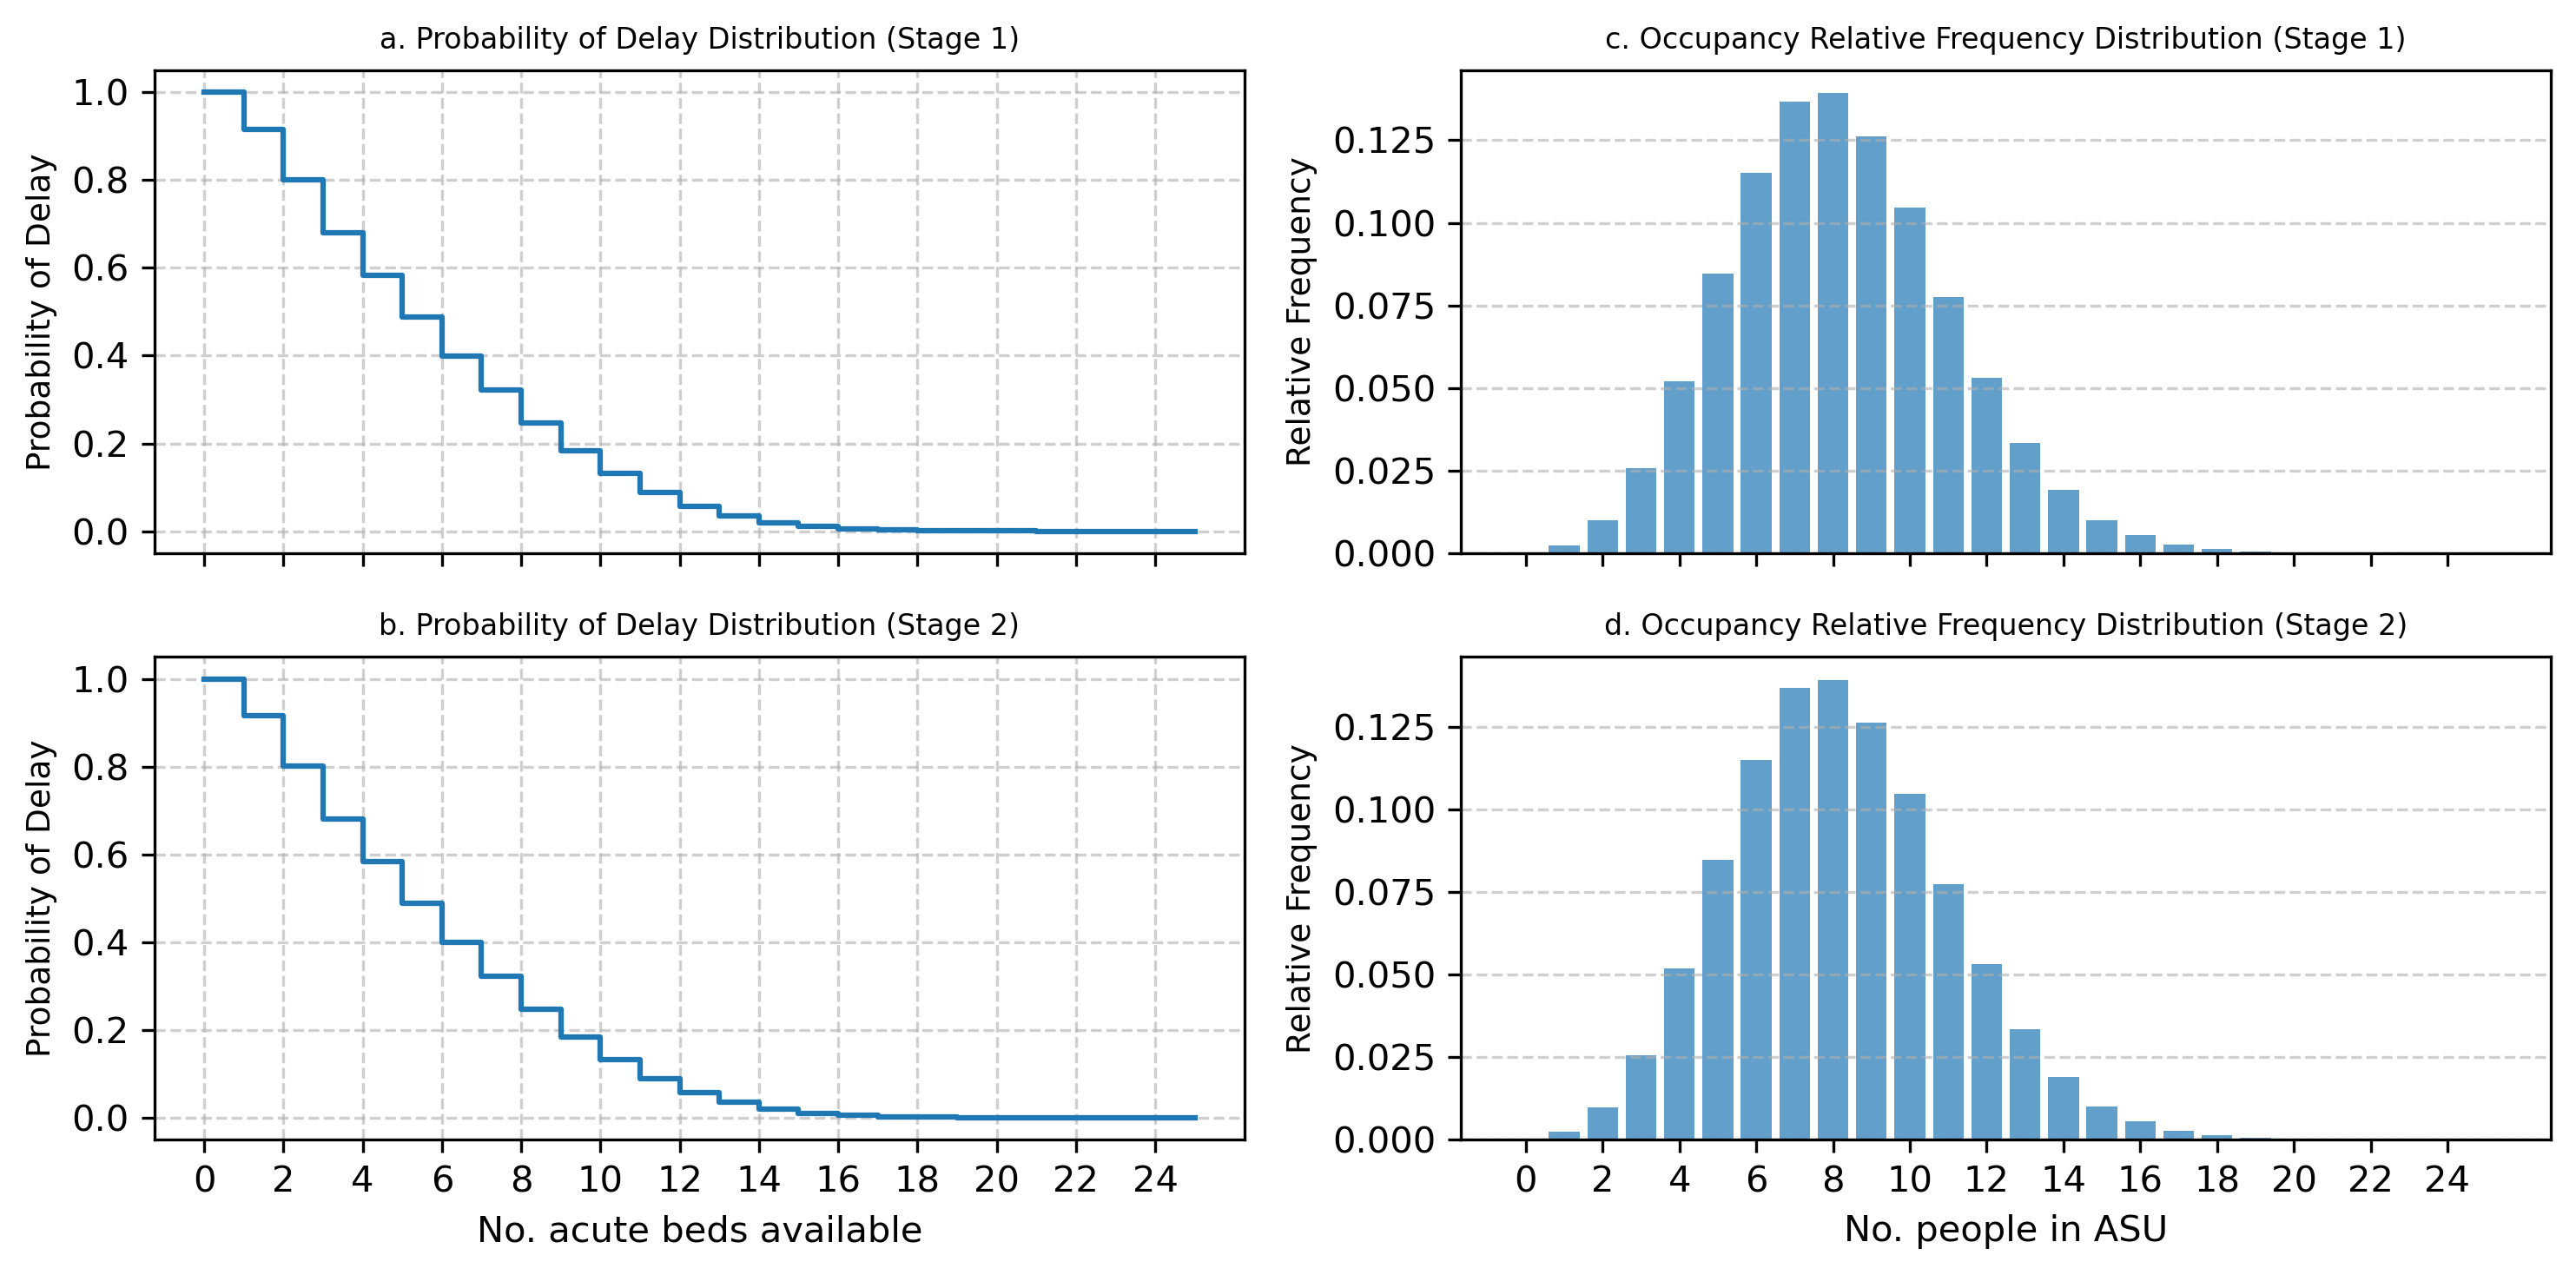 a. Probability of Delay Distribution (Stage 1)
1.0
0.8
0.6
0.4
0.2
0.0
Probability of Delay
c. Occupancy Relative Frequency Distribution (Stage 1)
0.125
0.100
0.075
0.050
0.025
0.000
Relative Frequency
b. Probability of Delay Distribution (Stage 2)
1.0
0.8
0.6
0.4
0.2
0.0
Probability of Delay
0 2 4 6 8 10 12 14 16 18 20 22 24
No. acute beds available
d. Occupancy Relative Frequency Distribution (Stage 2)
0.125
0.100
0.075
0.050
0.025
0.000
Relative Frequency
0 2 4 6 8 10 12 14 16 18 20 22 24
No. people in ASU